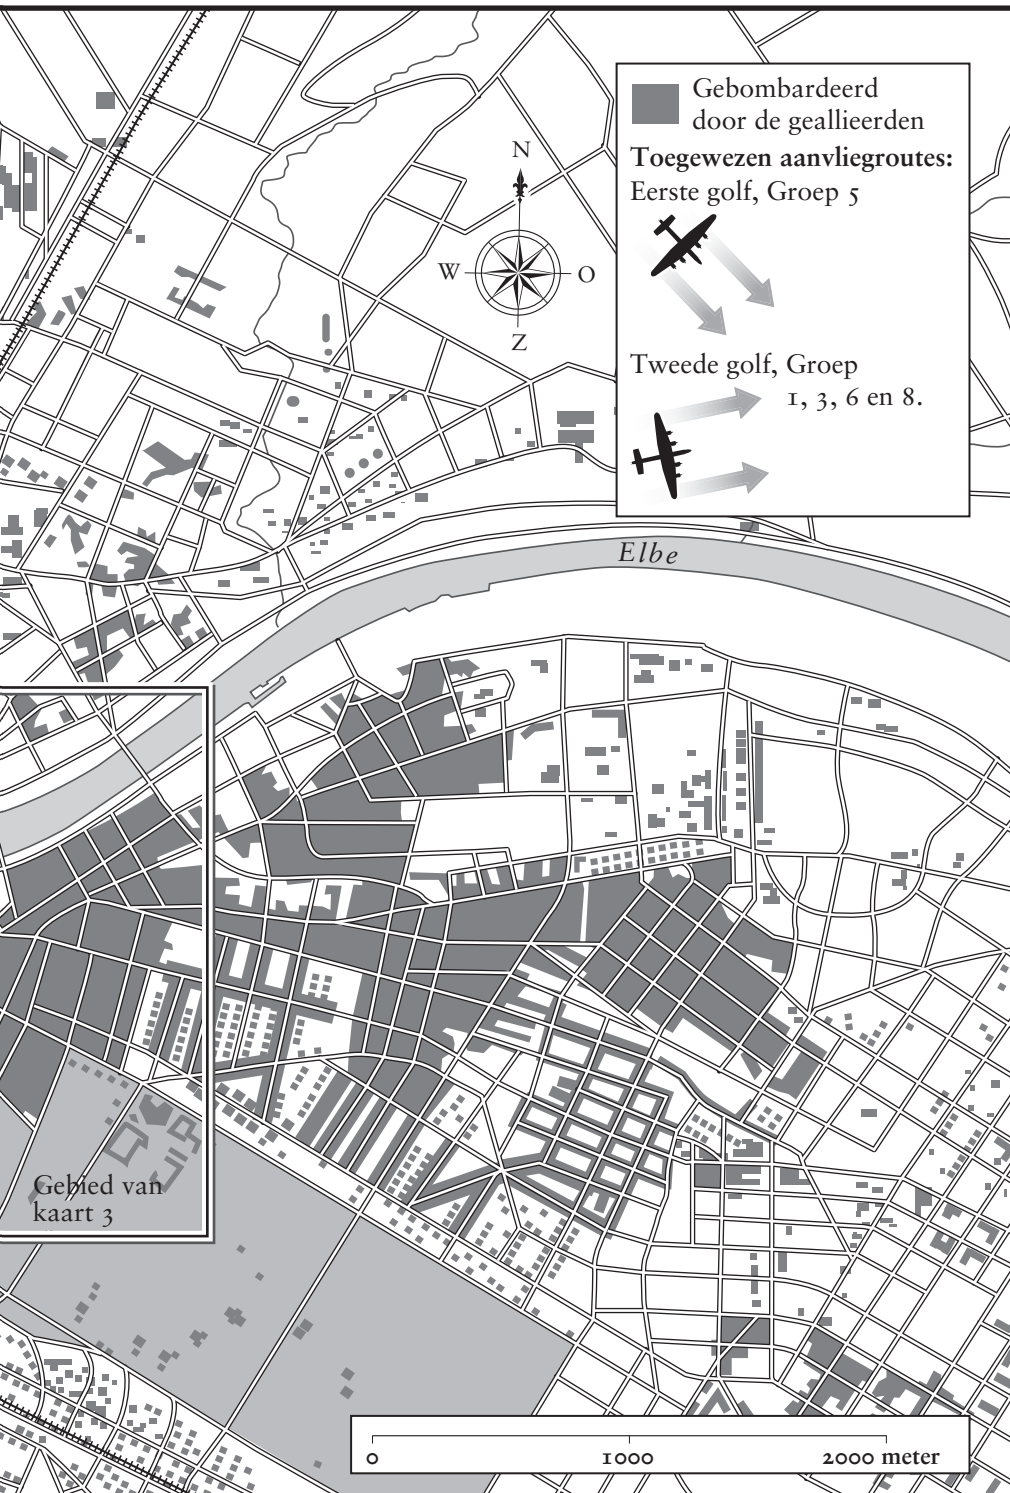 Gebombardeerd
door de geallieerden
Toegewezen aanvliegroutes:
Eerste golf, Groep 5
Tweede golf, Groep
1, 3, 6 en 8.
N
W
O
Z
Elbe
Gebied van
kaart 3
0 1000 2000 meter